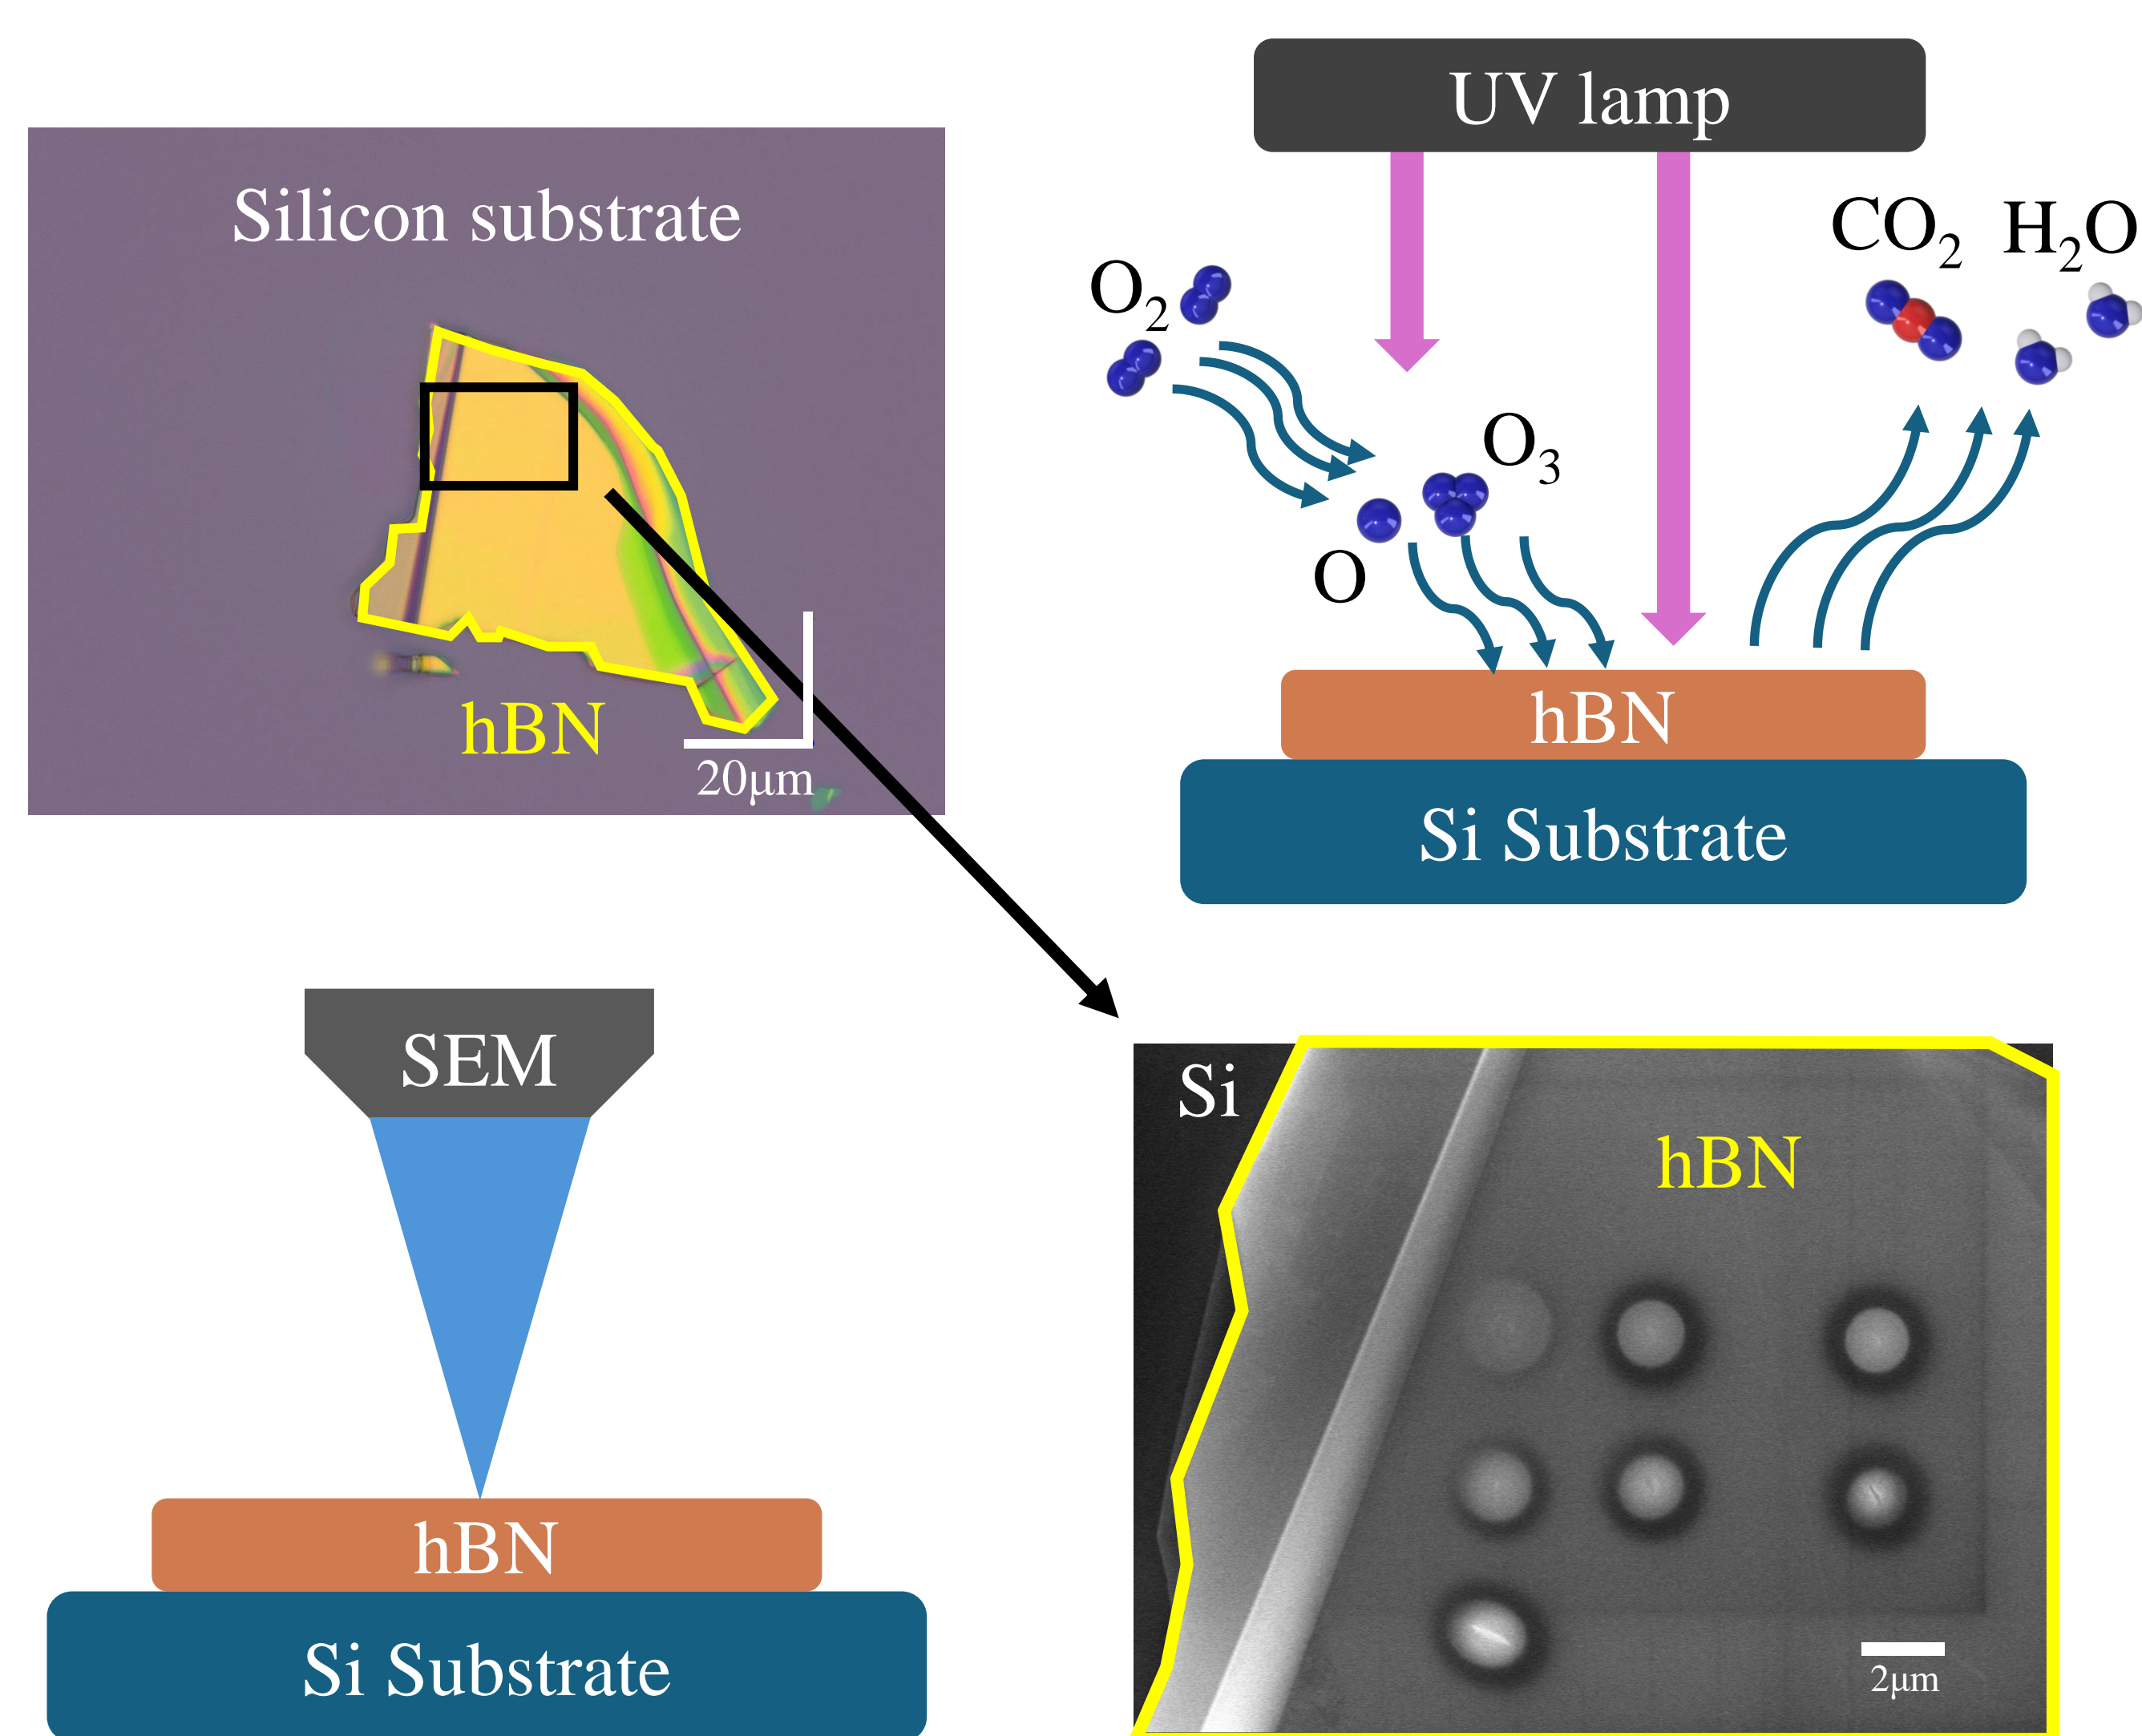 Silicon substrate
hBN
20μm
UV lamp
O₂
O₃
O
CO₂
H₂O
hBN
Si Substrate
SEM
hBN
Si Substrate
Si
hBN
2μm